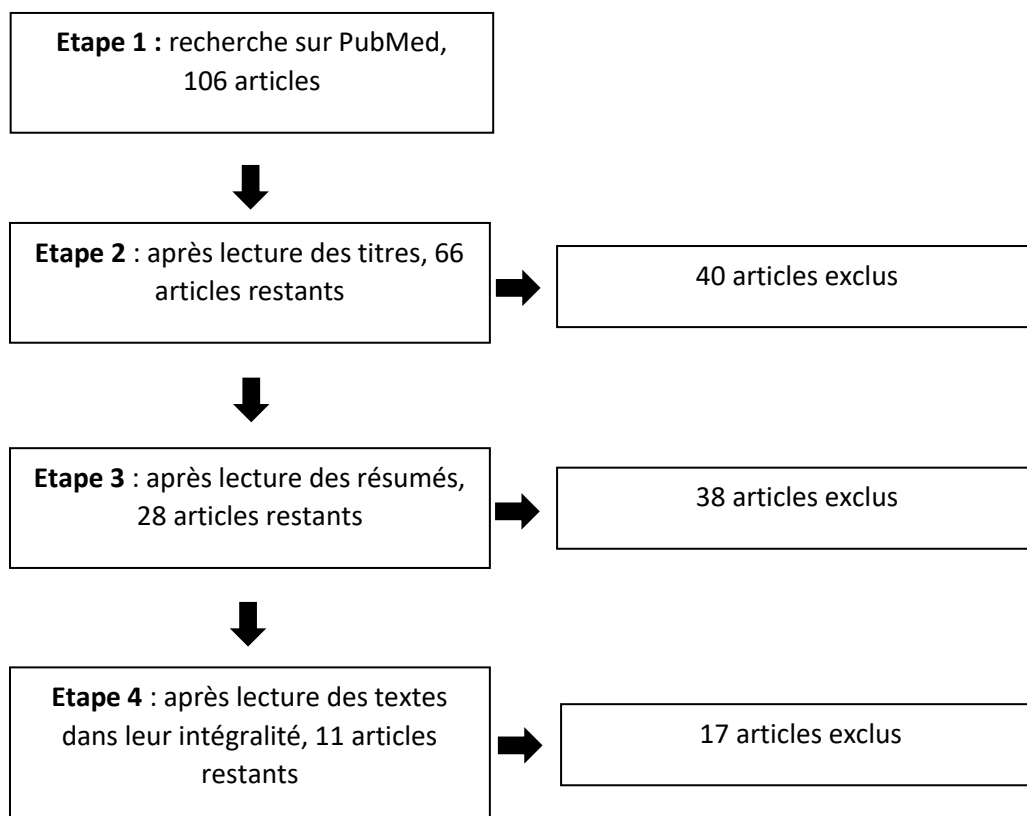 Etape 1 : recherche sur PubMed,
106 articles
Etape 2 : après lecture des titres, 66
articles restants
40 articles exclus
Etape 3 : après lecture des résumés,
28 articles restants
38 articles exclus
Etape 4 : après lecture des textes
dans leur intégralité, 11 articles
restants
17 articles exclus